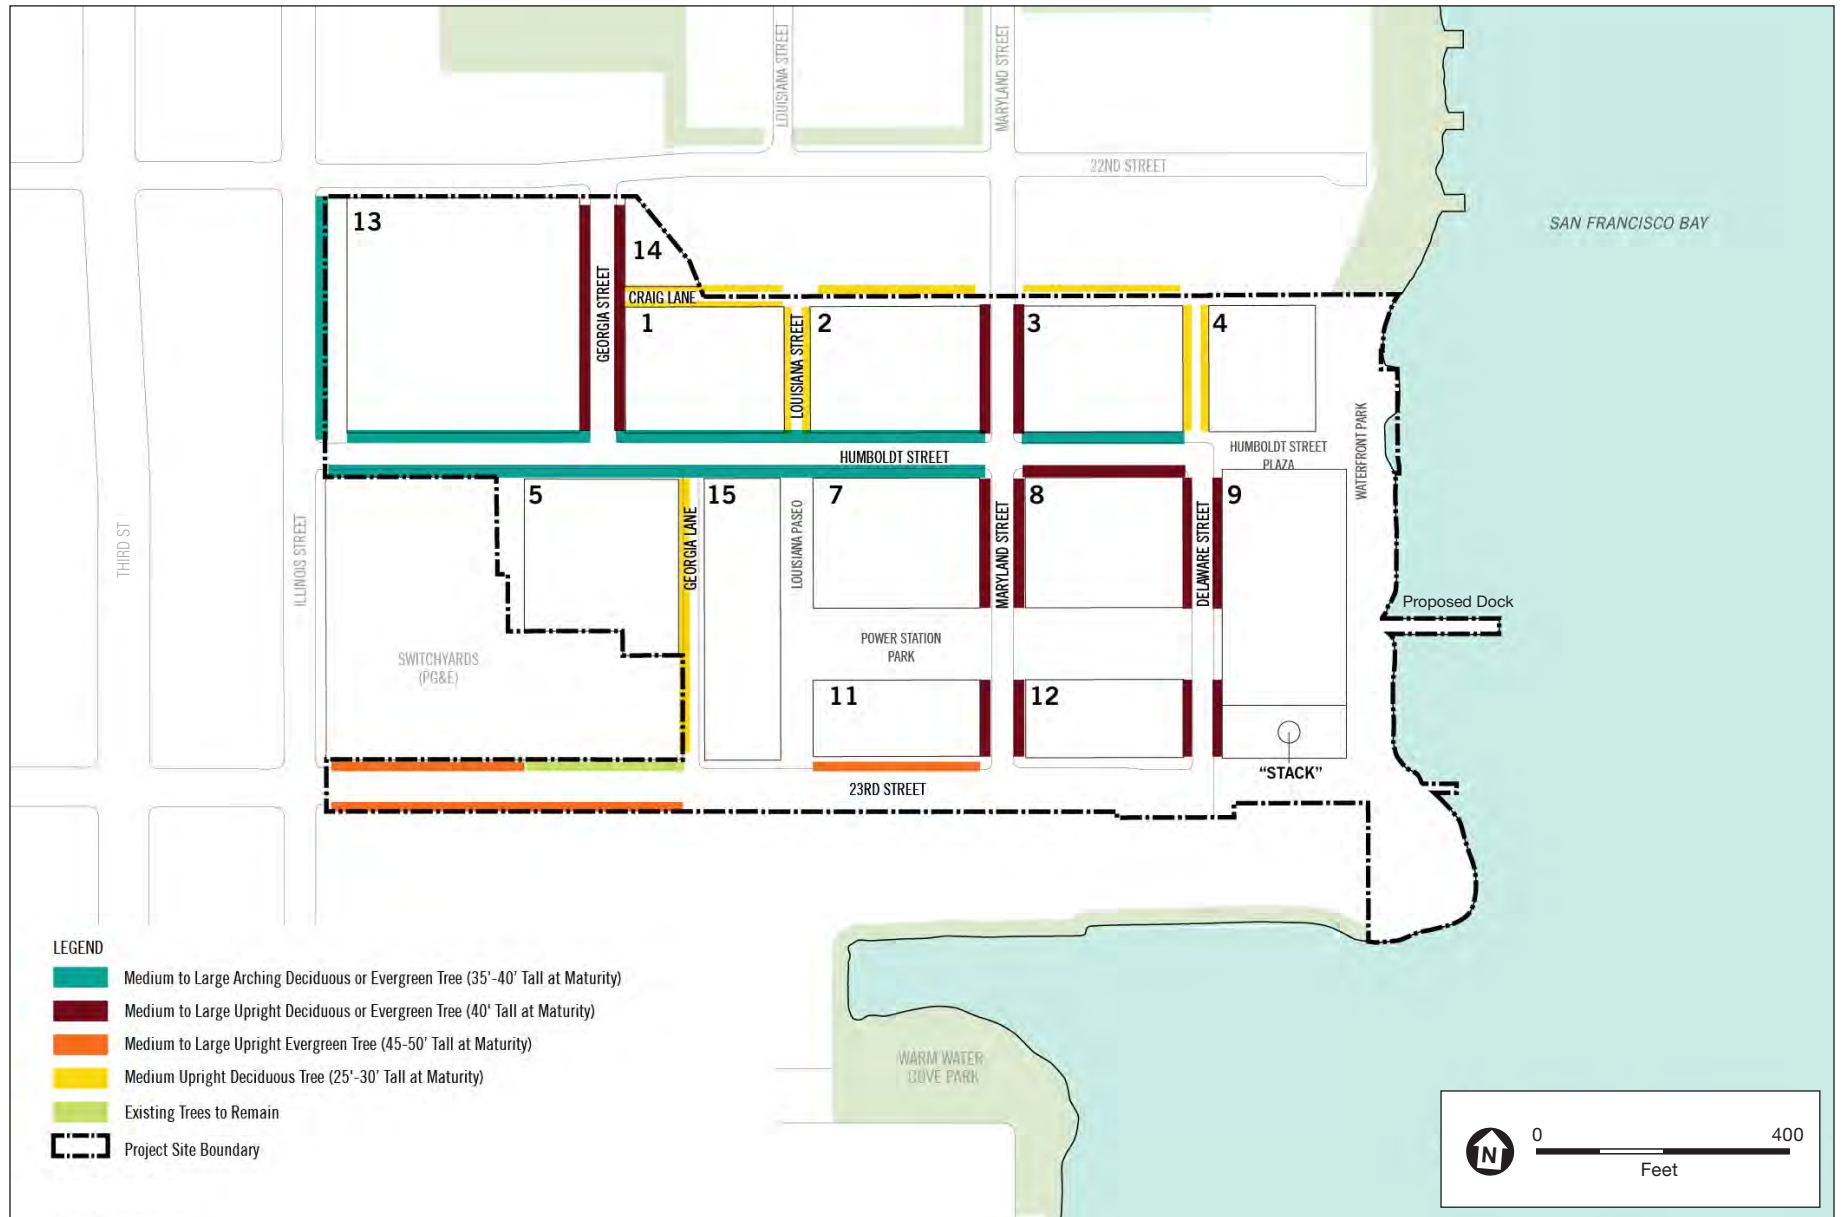 LOUISIANA STREET
MARYLAND STREET
22ND STREET
SAN FRANCISCO BAY
13
14
GEORGIA STREET
CRAIG LANE
1
LOUISIANA STREET
2
3
4
HUMBOLDT STREET
HUMBOLDT STREET
PLAZA
WATERFRONT PARK
THIRD ST
ILLINOIS STREET
5
GEORGIA LANE
15
LOUISIANA PASEO
7
MARYLAND STREET
8
DELAWARE STREET
9
Proposed Dock
SWITCHYARDS
(PG&E)
POWER STATION
PARK
11
12
"STACK"
23RD STREET
WARM WATER
COVE PARK
LEGEND
Medium to Large Arching Deciduous or Evergreen Tree (35'-40' Tall at Maturity)
Medium to Large Upright Deciduous or Evergreen Tree (40' Tall at Maturity)
Medium to Large Upright Evergreen Tree (45-50' Tall at Maturity)
Medium Upright Deciduous Tree (25'-30' Tall at Maturity)
Existing Trees to Remain
Project Site Boundary
N
0 400
Feet